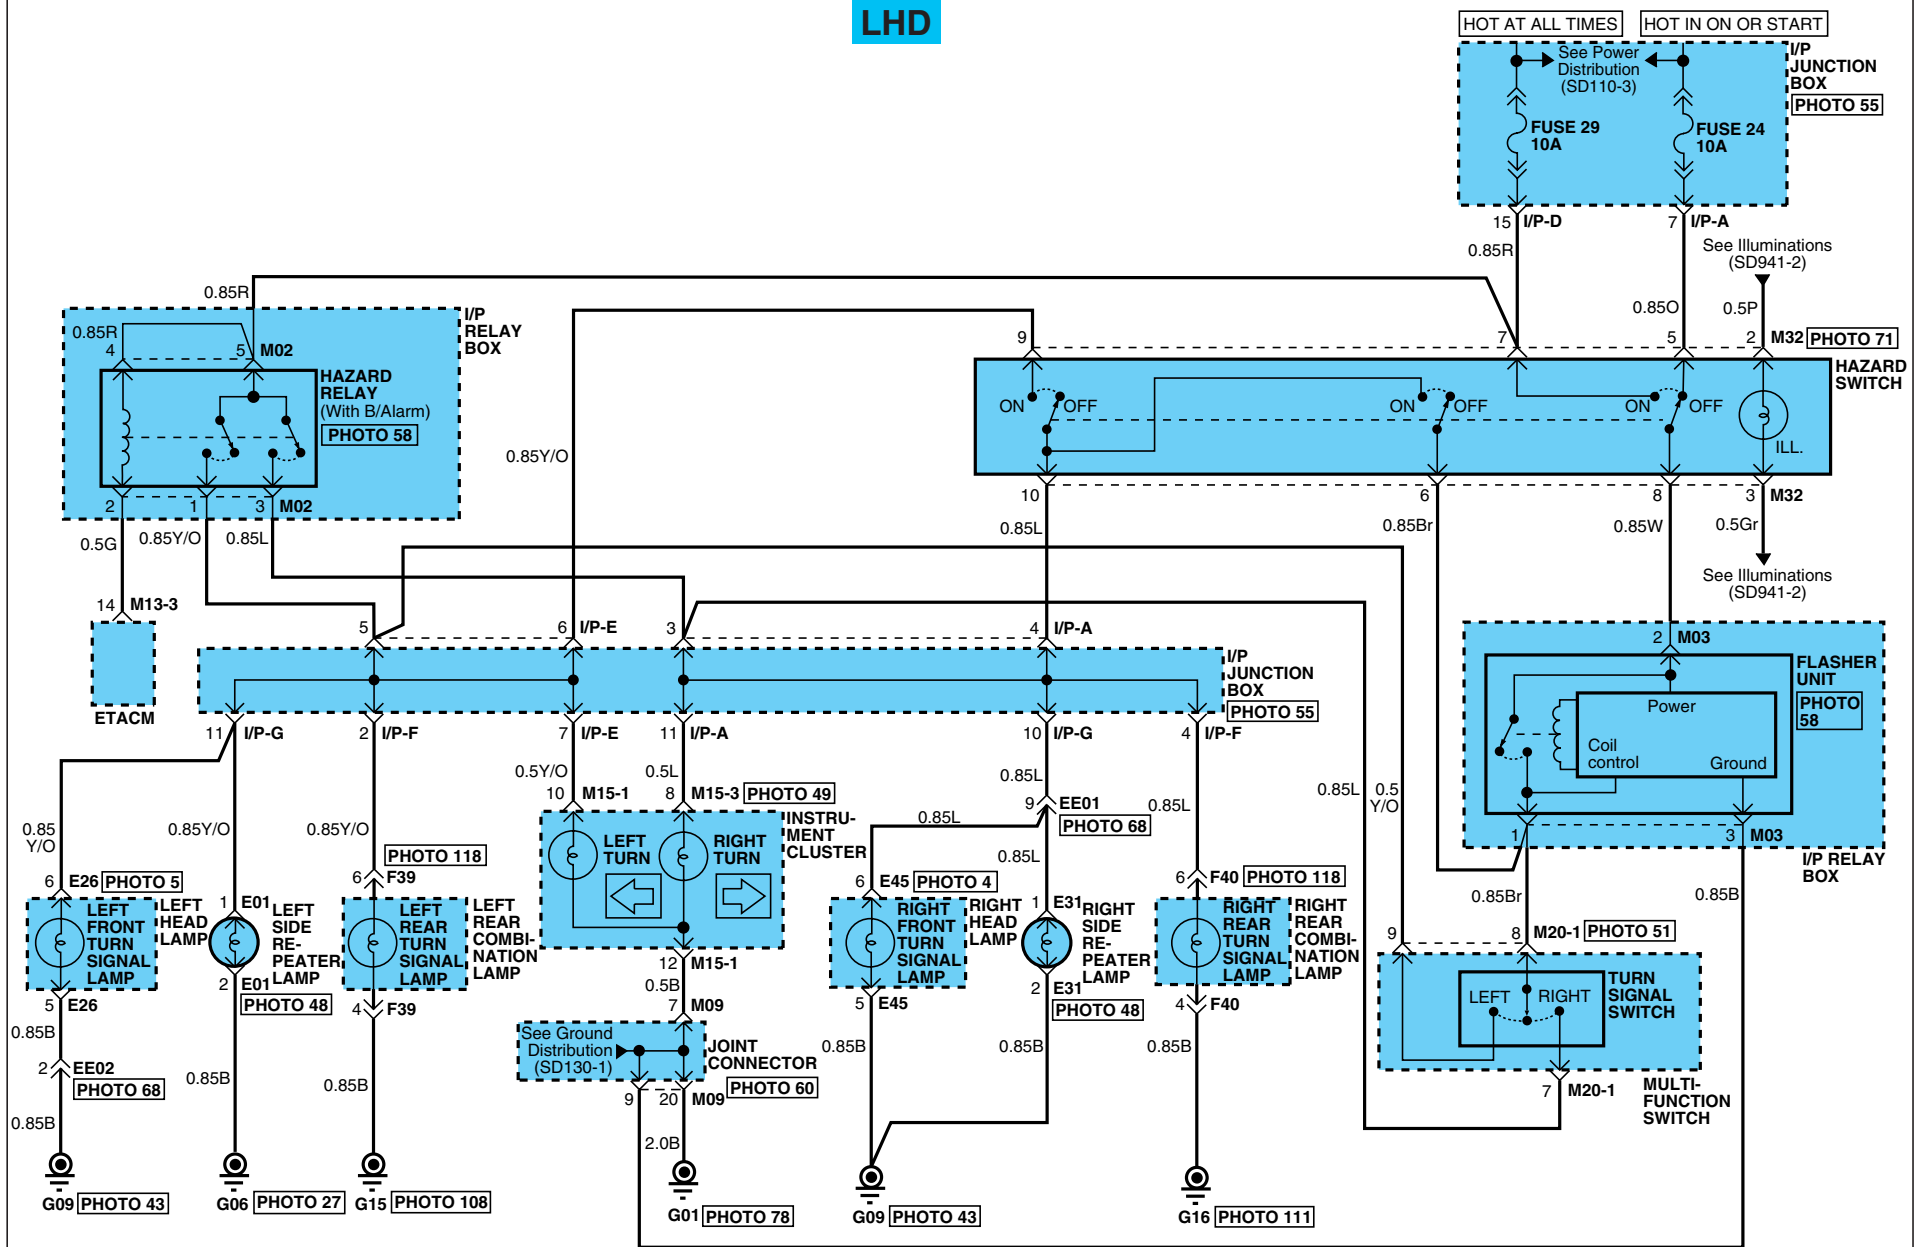 LHD
HOT AT ALL TIMES
HOT IN ON OR START
See Power
Distribution
(SD110-3)
I/P
JUNCTION
BOX
PHOTO 55
FUSE 29
10A
FUSE 24
10A
15 I/P-D
7 I/P-A
0.85R
See Illuminations
(SD941-2)
0.85O
0.5P
0.85R
I/P
RELAY
BOX
0.85R
4
5 M02
HAZARD
RELAY
(With B/Alarm)
PHOTO 58
2
1
3 M02
0.5G
0.85Y/O
0.85L
14 M13-3
ETACM
0.85Y/O
9
7
5
2 M32 PHOTO 71
HAZARD
SWITCH
ON OFF
ON OFF
ON OFF
ILL.
10
6
8
3 M32
0.85L
0.85Br
0.85W
0.5Gr
See Illuminations
(SD941-2)
5
6 I/P-E
3
4 I/P-A
I/P
JUNCTION
BOX
PHOTO 55
11 I/P-G
2 I/P-F
7 I/P-E
11 I/P-A
10 I/P-G
4 I/P-F
2 M03
FLASHER
UNIT
PHOTO
58
Power
Coil
control
Ground
1
3 M03
I/P RELAY
BOX
0.85Br
0.85B
0.85L
0.5
Y/O
0.85
Y/O
0.85Y/O
0.85Y/O
0.5Y/O
0.5L
0.85L
10 M15-1
8 M15-3 PHOTO 49
INSTRU-
MENT
CLUSTER
LEFT
TURN
RIGHT
TURN
9 EE01
PHOTO 68
0.85L
0.85L
0.85L
PHOTO 118
6 F39
6 F40 PHOTO 118
6 E26 PHOTO 5
LEFT
FRONT
TURN
SIGNAL
LAMP
LEFT
HEAD
LAMP
5 E26
1 E01
LEFT
SIDE
RE-
PEATER
LAMP
2 E01
PHOTO 48
LEFT
REAR
TURN
SIGNAL
LAMP
LEFT
REAR
COMBI-
NATION
LAMP
4 F39
12 M15-1
0.5B
7 M09
See Ground
Distribution
(SD130-1)
JOINT
CONNECTOR
PHOTO 60
9
20 M09
2.0B
6 E45 PHOTO 4
RIGHT
FRONT
TURN
SIGNAL
LAMP
RIGHT
HEAD
LAMP
5 E45
1 E31
RIGHT
SIDE
RE-
PEATER
LAMP
2 E31
PHOTO 48
RIGHT
REAR
TURN
SIGNAL
LAMP
RIGHT
REAR
COMBI-
NATION
LAMP
4 F40
9
8 M20-1 PHOTO 51
LEFT RIGHT
TURN
SIGNAL
SWITCH
7 M20-1
MULTI-
FUNCTION
SWITCH
0.85B
2 EE02
PHOTO 68
0.85B
0.85B
0.85B
0.85B
0.85B
0.85B
G09 PHOTO 43
G06 PHOTO 27
G15 PHOTO 108
G01 PHOTO 78
G09 PHOTO 43
G16 PHOTO 111